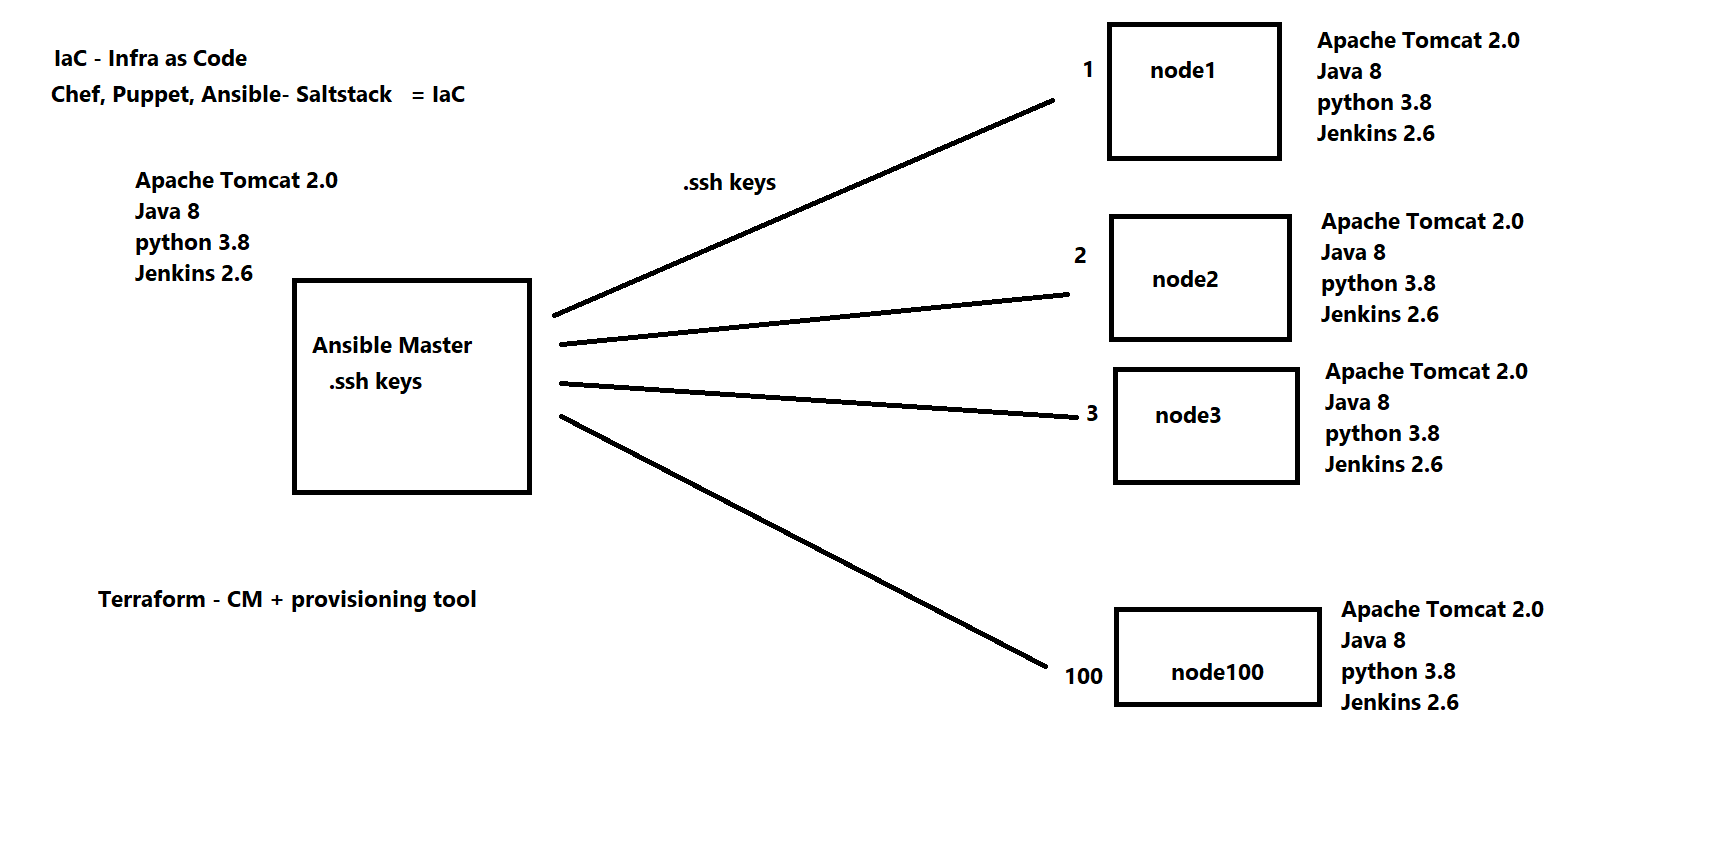 IaC - Infra as Code
Chef, Puppet, Ansible- Saltstack = IaC
Apache Tomcat 2.0
Java 8
python 3.8
Jenkins 2.6
Ansible Master
.ssh keys
Terraform - CM + provisioning tool
.ssh keys
1
node1
Apache Tomcat 2.0
Java 8
python 3.8
Jenkins 2.6
2
node2
Apache Tomcat 2.0
Java 8
python 3.8
Jenkins 2.6
3
node3
Apache Tomcat 2.0
Java 8
python 3.8
Jenkins 2.6
100
node100
Apache Tomcat 2.0
Java 8
python 3.8
Jenkins 2.6